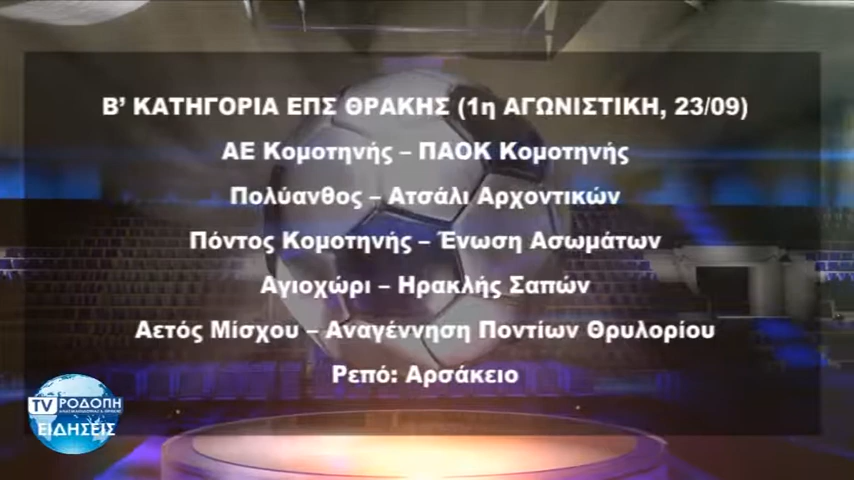 Β' ΚΑΤΗΓΟΡΙΑ ΕΠΣ ΘΡΑΚΗΣ (1η ΑΓΩΝΙΣΤΙΚΗ, 23/09)
ΑΕ Κομοτηνής – ΠΑΟΚ Κομοτηνής
Πολύανθος – Ατσάλι Αρχοντικών
Πόντος Κομοτηνής – Ένωση Ασωμάτων
Αγιοχώρι – Ηρακλής Σαπών
Αετός Μίσχου – Αναγέννηση Ποντίων Θρυλορίου
Ρεπό: Αρσάκειο
TV ΡΟΔΟΠΗ
ΕΙΔΗΣΕΙΣ